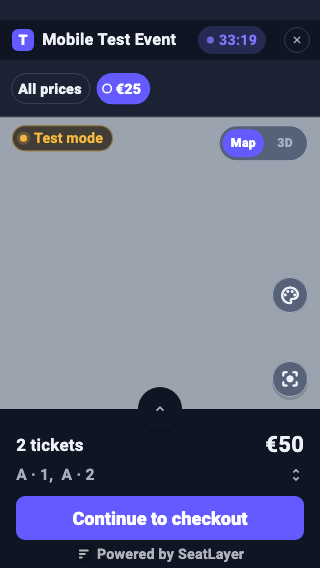 T Mobile Test Event 33:19
All prices €25
Test mode
Map 3D
2 tickets €50
A · 1, A · 2
Continue to checkout
Powered by SeatLayer